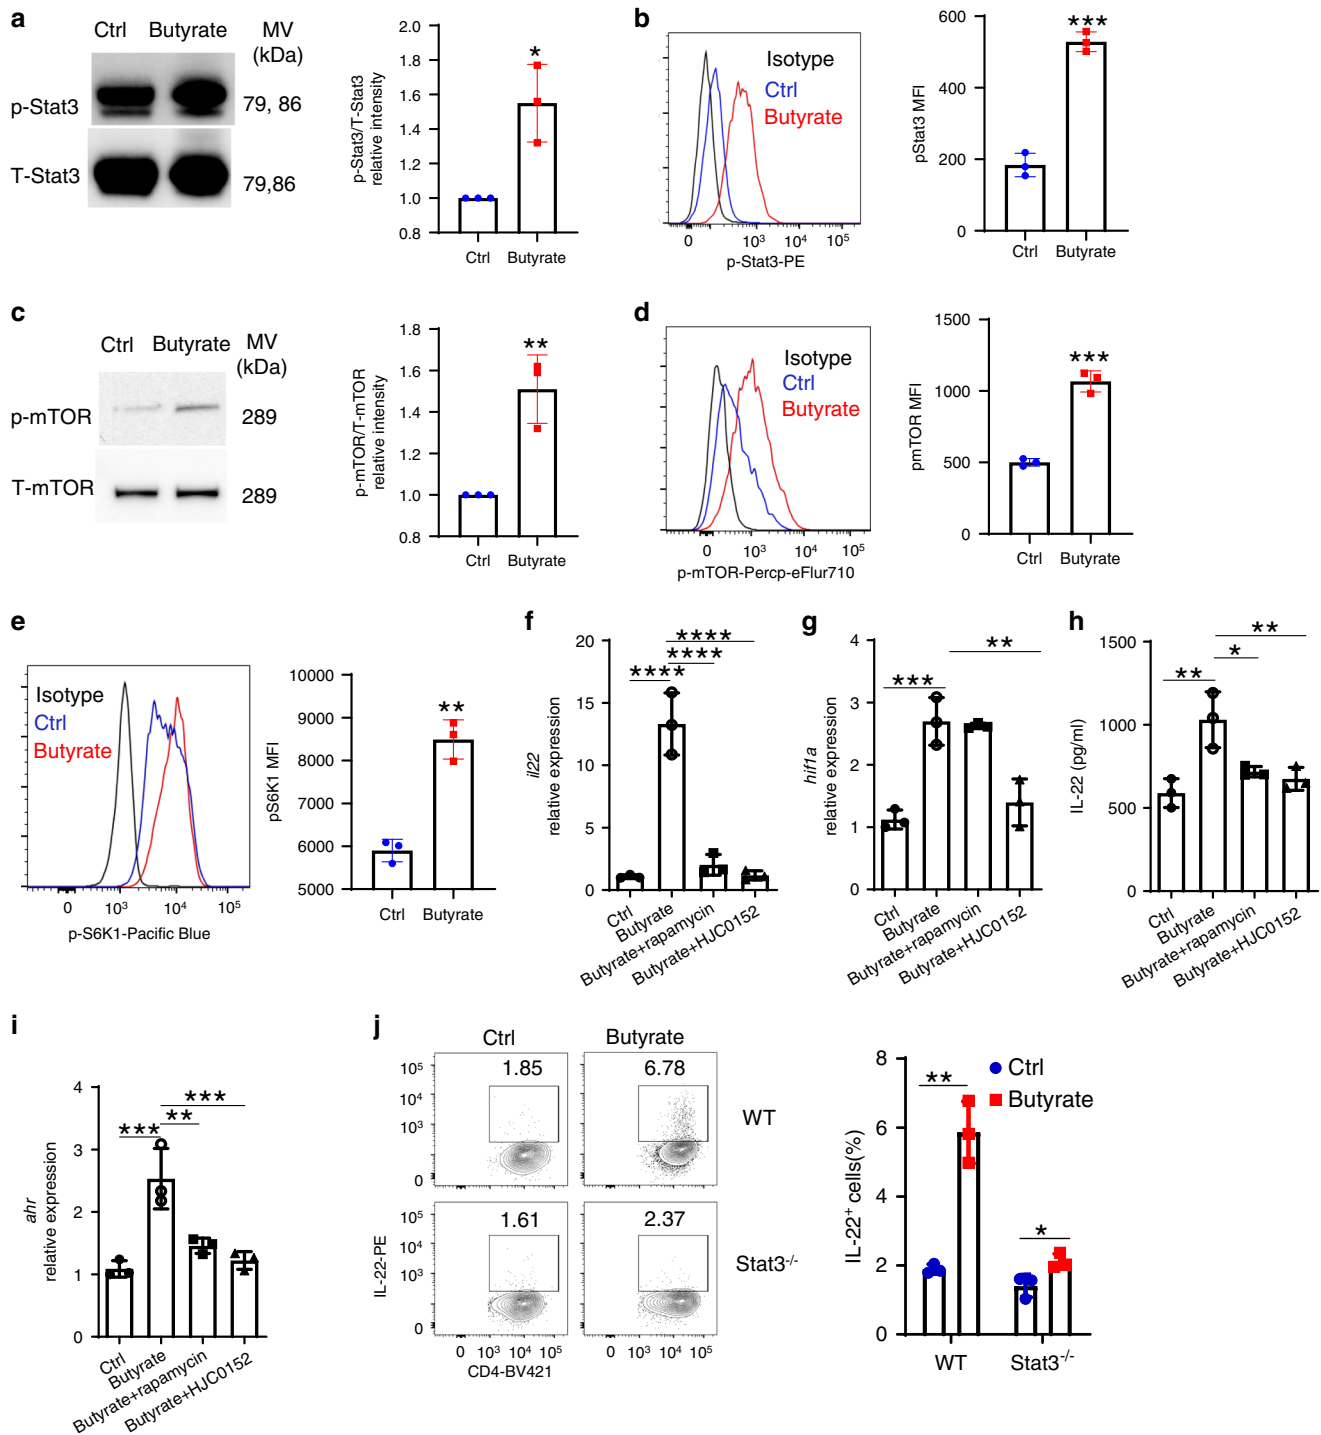 a
Ctrl Butyrate MV
(kDa)
p-Stat3 79, 86
T-Stat3 79,86
p-Stat3/T-Stat3
relative intensity
2.0
1.8
1.6
1.4
1.2
1.0
0.8
*
Ctrl Butyrate
b
Isotype
Ctrl
Butyrate
0 10³ 10⁴ 10⁵
p-Stat3-PE
pStat3 MFI
600
400
200
0
***
Ctrl Butyrate
c
Ctrl Butyrate MV
(kDa)
p-mTOR 289
T-mTOR 289
p-mTOR/T-mTOR
relative intensity
1.8
1.6
1.4
1.2
1.0
0.8
**
Ctrl Butyrate
d
Isotype
Ctrl
Butyrate
0 10³ 10⁴ 10⁵
p-mTOR-Percp-eFlur710
pmTOR MFI
1500
1000
500
0
***
Ctrl Butyrate
e
Isotype
Ctrl
Butyrate
0 10³ 10⁴ 10⁵
p-S6K1-Pacific Blue
pS6K1 MFI
10000
9000
8000
7000
6000
5000
**
Ctrl Butyrate
f
il22
relative expression
20
15
10
5
0
****
****
****
Ctrl
Butyrate
Butyrate+rapamycin
Butyrate+HJC0152
g
hif1a
relative expression
4
3
2
1
0
**
***
Ctrl
Butyrate
Butyrate+rapamycin
Butyrate+HJC0152
h
IL-22 (pg/ml)
1500
1000
500
0
**
*
**
Ctrl
Butyrate
Butyrate+rapamycin
Butyrate+HJC0152
i
ahr
relative expression
4
3
2
1
0
***
**
***
Ctrl
Butyrate
Butyrate+rapamycin
Butyrate+HJC0152
j
Ctrl Butyrate
10⁵
10⁴
10³
0
1.85 6.78
WT
10⁵
10⁴
10³
0
1.61 2.37
Stat3⁻/⁻
IL-22-PE
0 10³ 10⁴ 10⁵ 0 10³ 10⁴ 10⁵
CD4-BV421
IL-22⁺ cells(%)
8
6
4
2
0
Ctrl
Butyrate
**
*
WT Stat3⁻/⁻